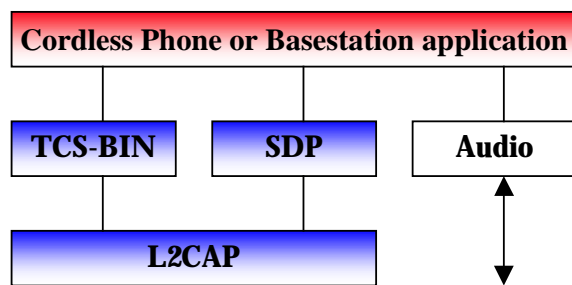 Cordless Phone or Basestation application
TCS-BIN
SDP
Audio
L2CAP